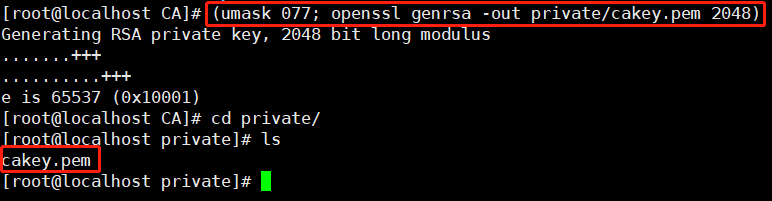 [root@localhost CA]# (umask 077; openssl genrsa -out private/cakey.pem 2048)
Generating RSA private key, 2048 bit long modulus
.......+++
..........+++
e is 65537 (0x10001)
[root@localhost CA]# cd private/
[root@localhost private]# ls
cakey.pem
[root@localhost private]#